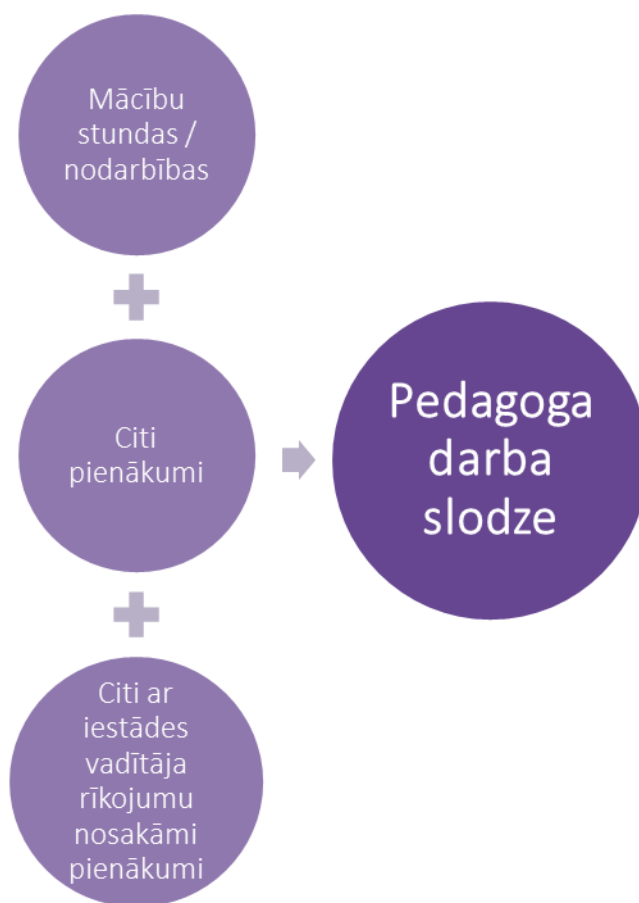 Mācību
stundas /
nodarbības
Citi
pienākumi
Citi ar
iestādes
vadītāja
rīkojumu
nosakāmi
pienākumi
Pedagoga
darba
slodze